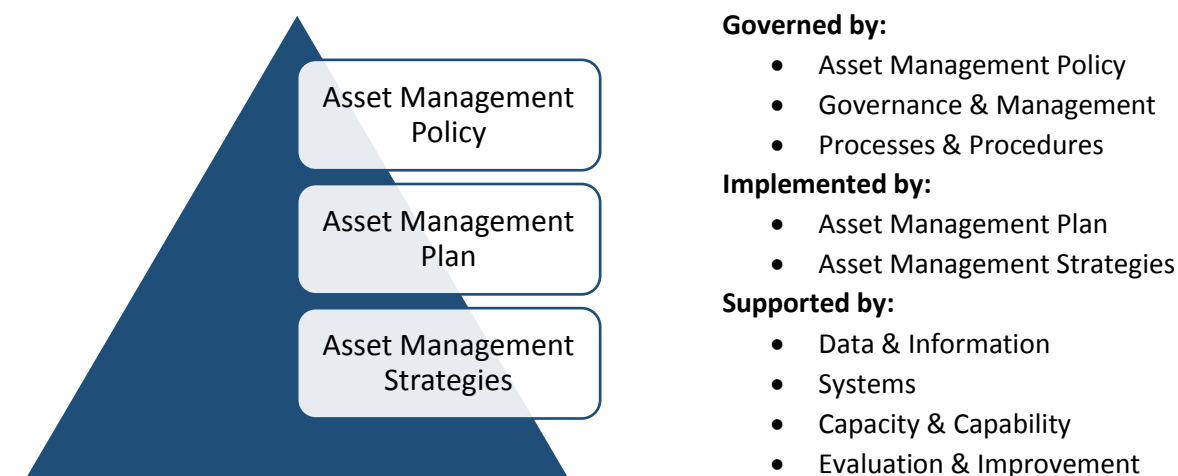 Asset Management
Policy
Asset Management
Plan
Asset Management
Strategies
Governed by:
• Asset Management Policy
• Governance & Management
• Processes & Procedures
Implemented by:
• Asset Management Plan
• Asset Management Strategies
Supported by:
• Data & Information
• Systems
• Capacity & Capability
• Evaluation & Improvement